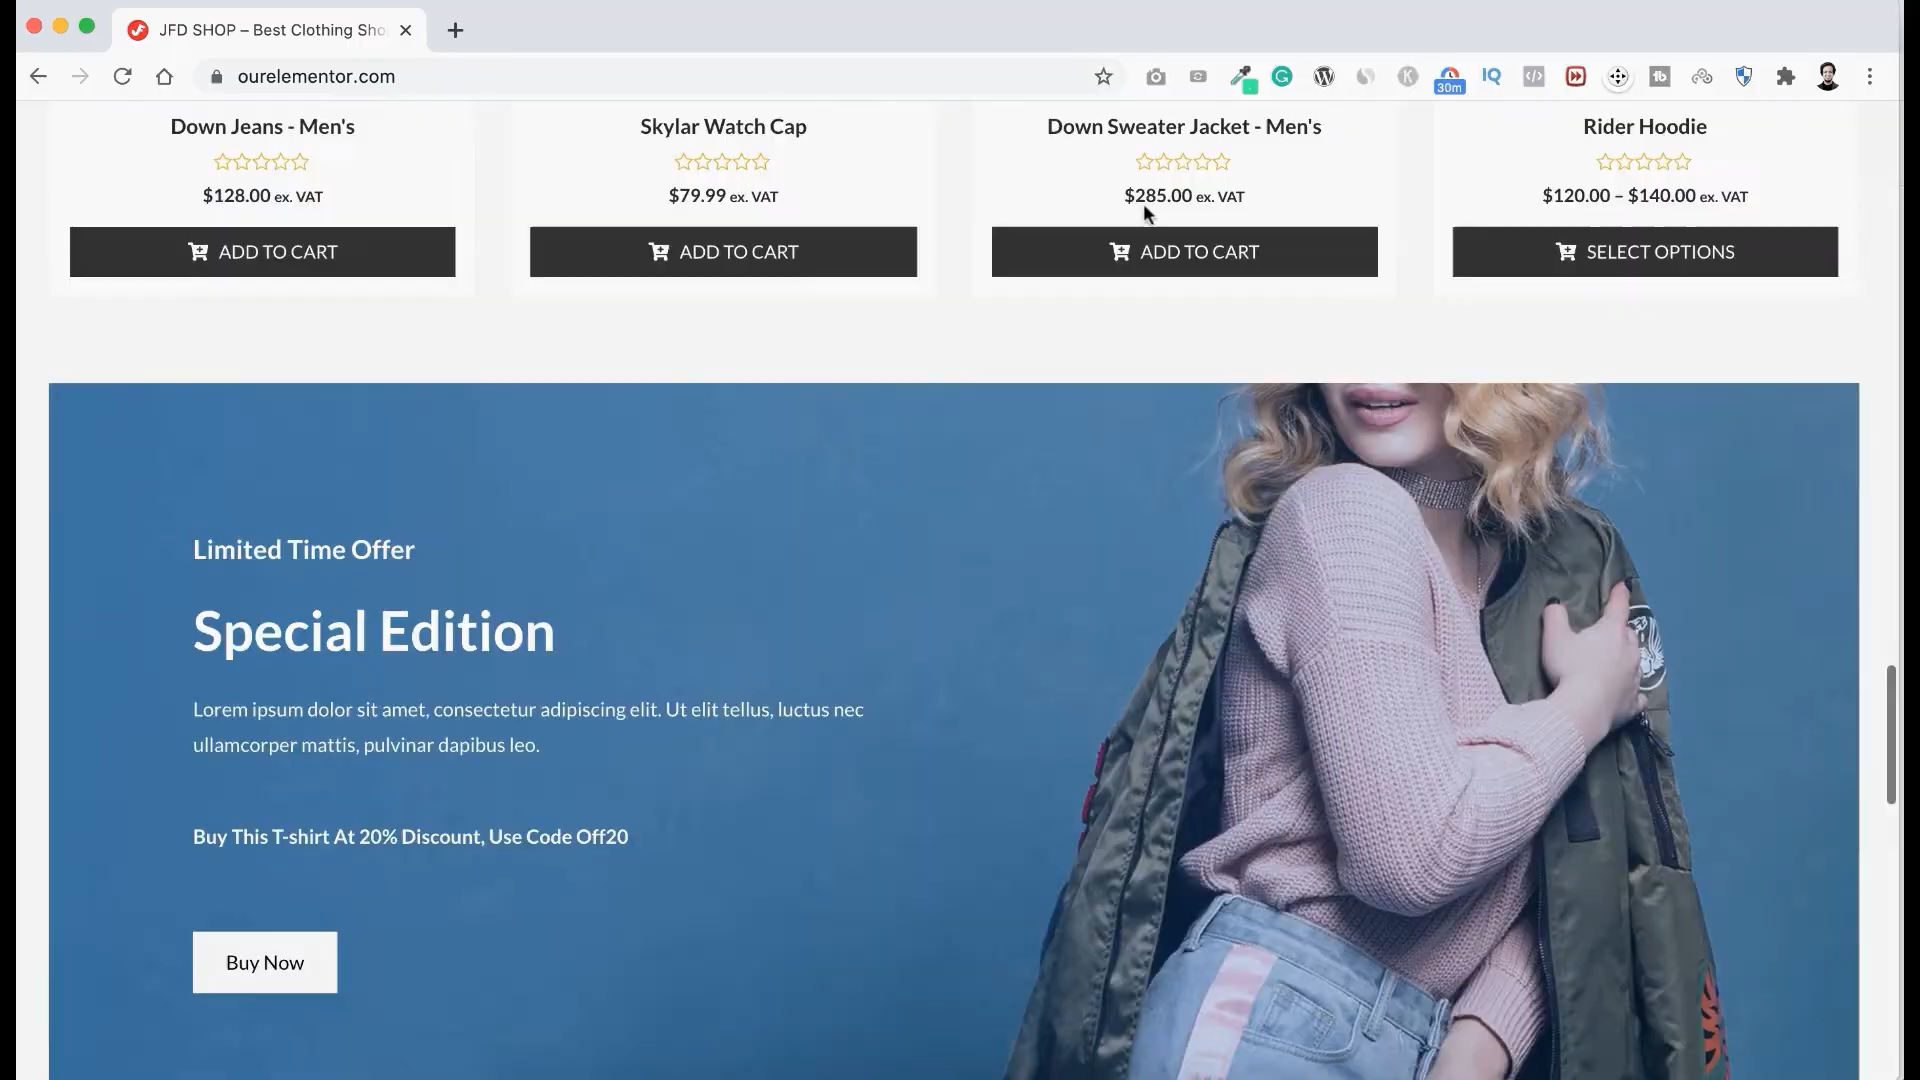 JFD SHOP – Best Clothing Sho
ourelementor.com
30m
IQ
Down Jeans - Men's
$128.00 ex. VAT
ADD TO CART
Skylar Watch Cap
$79.99 ex. VAT
ADD TO CART
Down Sweater Jacket - Men's
$285.00 ex. VAT
ADD TO CART
Rider Hoodie
$120.00 – $140.00 ex. VAT
SELECT OPTIONS
Limited Time Offer
Special Edition
Lorem ipsum dolor sit amet, consectetur adipiscing elit. Ut elit tellus, luctus nec
ullamcorper mattis, pulvinar dapibus leo.
Buy This T-shirt At 20% Discount, Use Code Off20
Buy Now